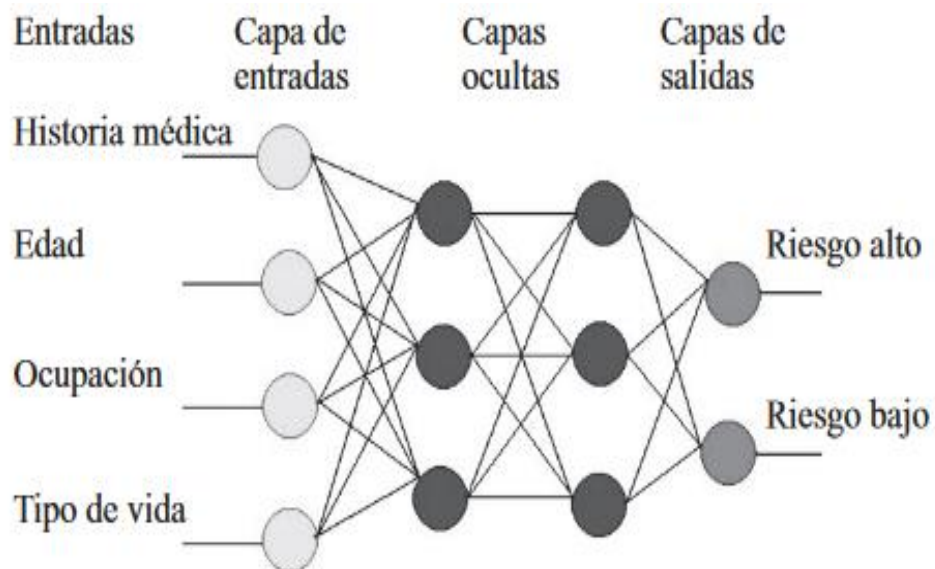 Entradas
Capa de
entradas
Capas
ocultas
Capas de
salidas
Historia médica
Edad
Ocupación
Tipo de vida
Riesgo alto
Riesgo bajo